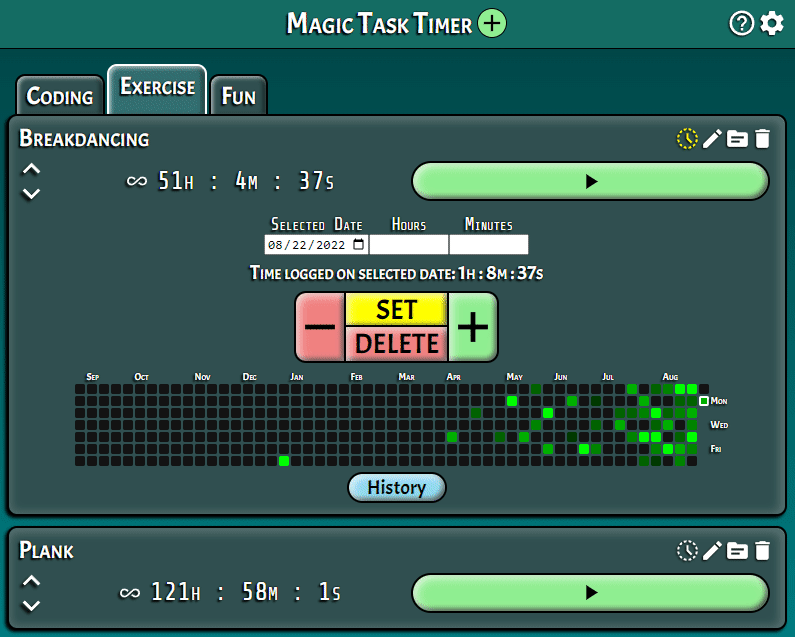 Magic Task Timer
Coding Exercise Fun
Breakdancing
∞ 51h : 4m : 37s
Selected Date Hours Minutes
08/22/2022
Time logged on selected date: 1h : 8m : 37s
SET
DELETE
Sep Oct Nov Dec Jan Feb Mar Apr May Jun Jul Aug
Mon
Wed
Fri
History
Plank
∞ 121h : 58m : 1s